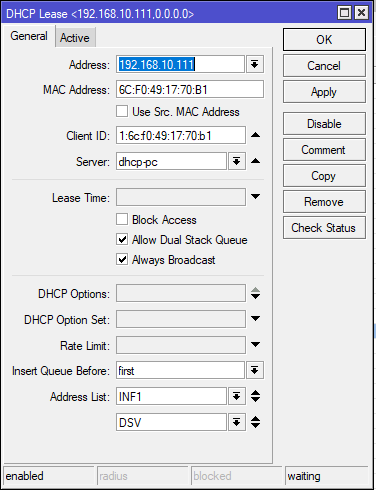 DHCP Lease <192.168.10.111,0.0.0.0>
General Active
Address: 192.168.10.111
MAC Address: 6C:F0:49:17:70:B1
Use Src. MAC Address
Client ID: 1:6c:f0:49:17:70:b1
Server: dhcp-pc
Lease Time:
Block Access
Allow Dual Stack Queue
Always Broadcast
DHCP Options:
DHCP Option Set:
Rate Limit:
Insert Queue Before: first
Address List: INF1
DSV
OK
Cancel
Apply
Disable
Comment
Copy
Remove
Check Status
enabled radius blocked waiting